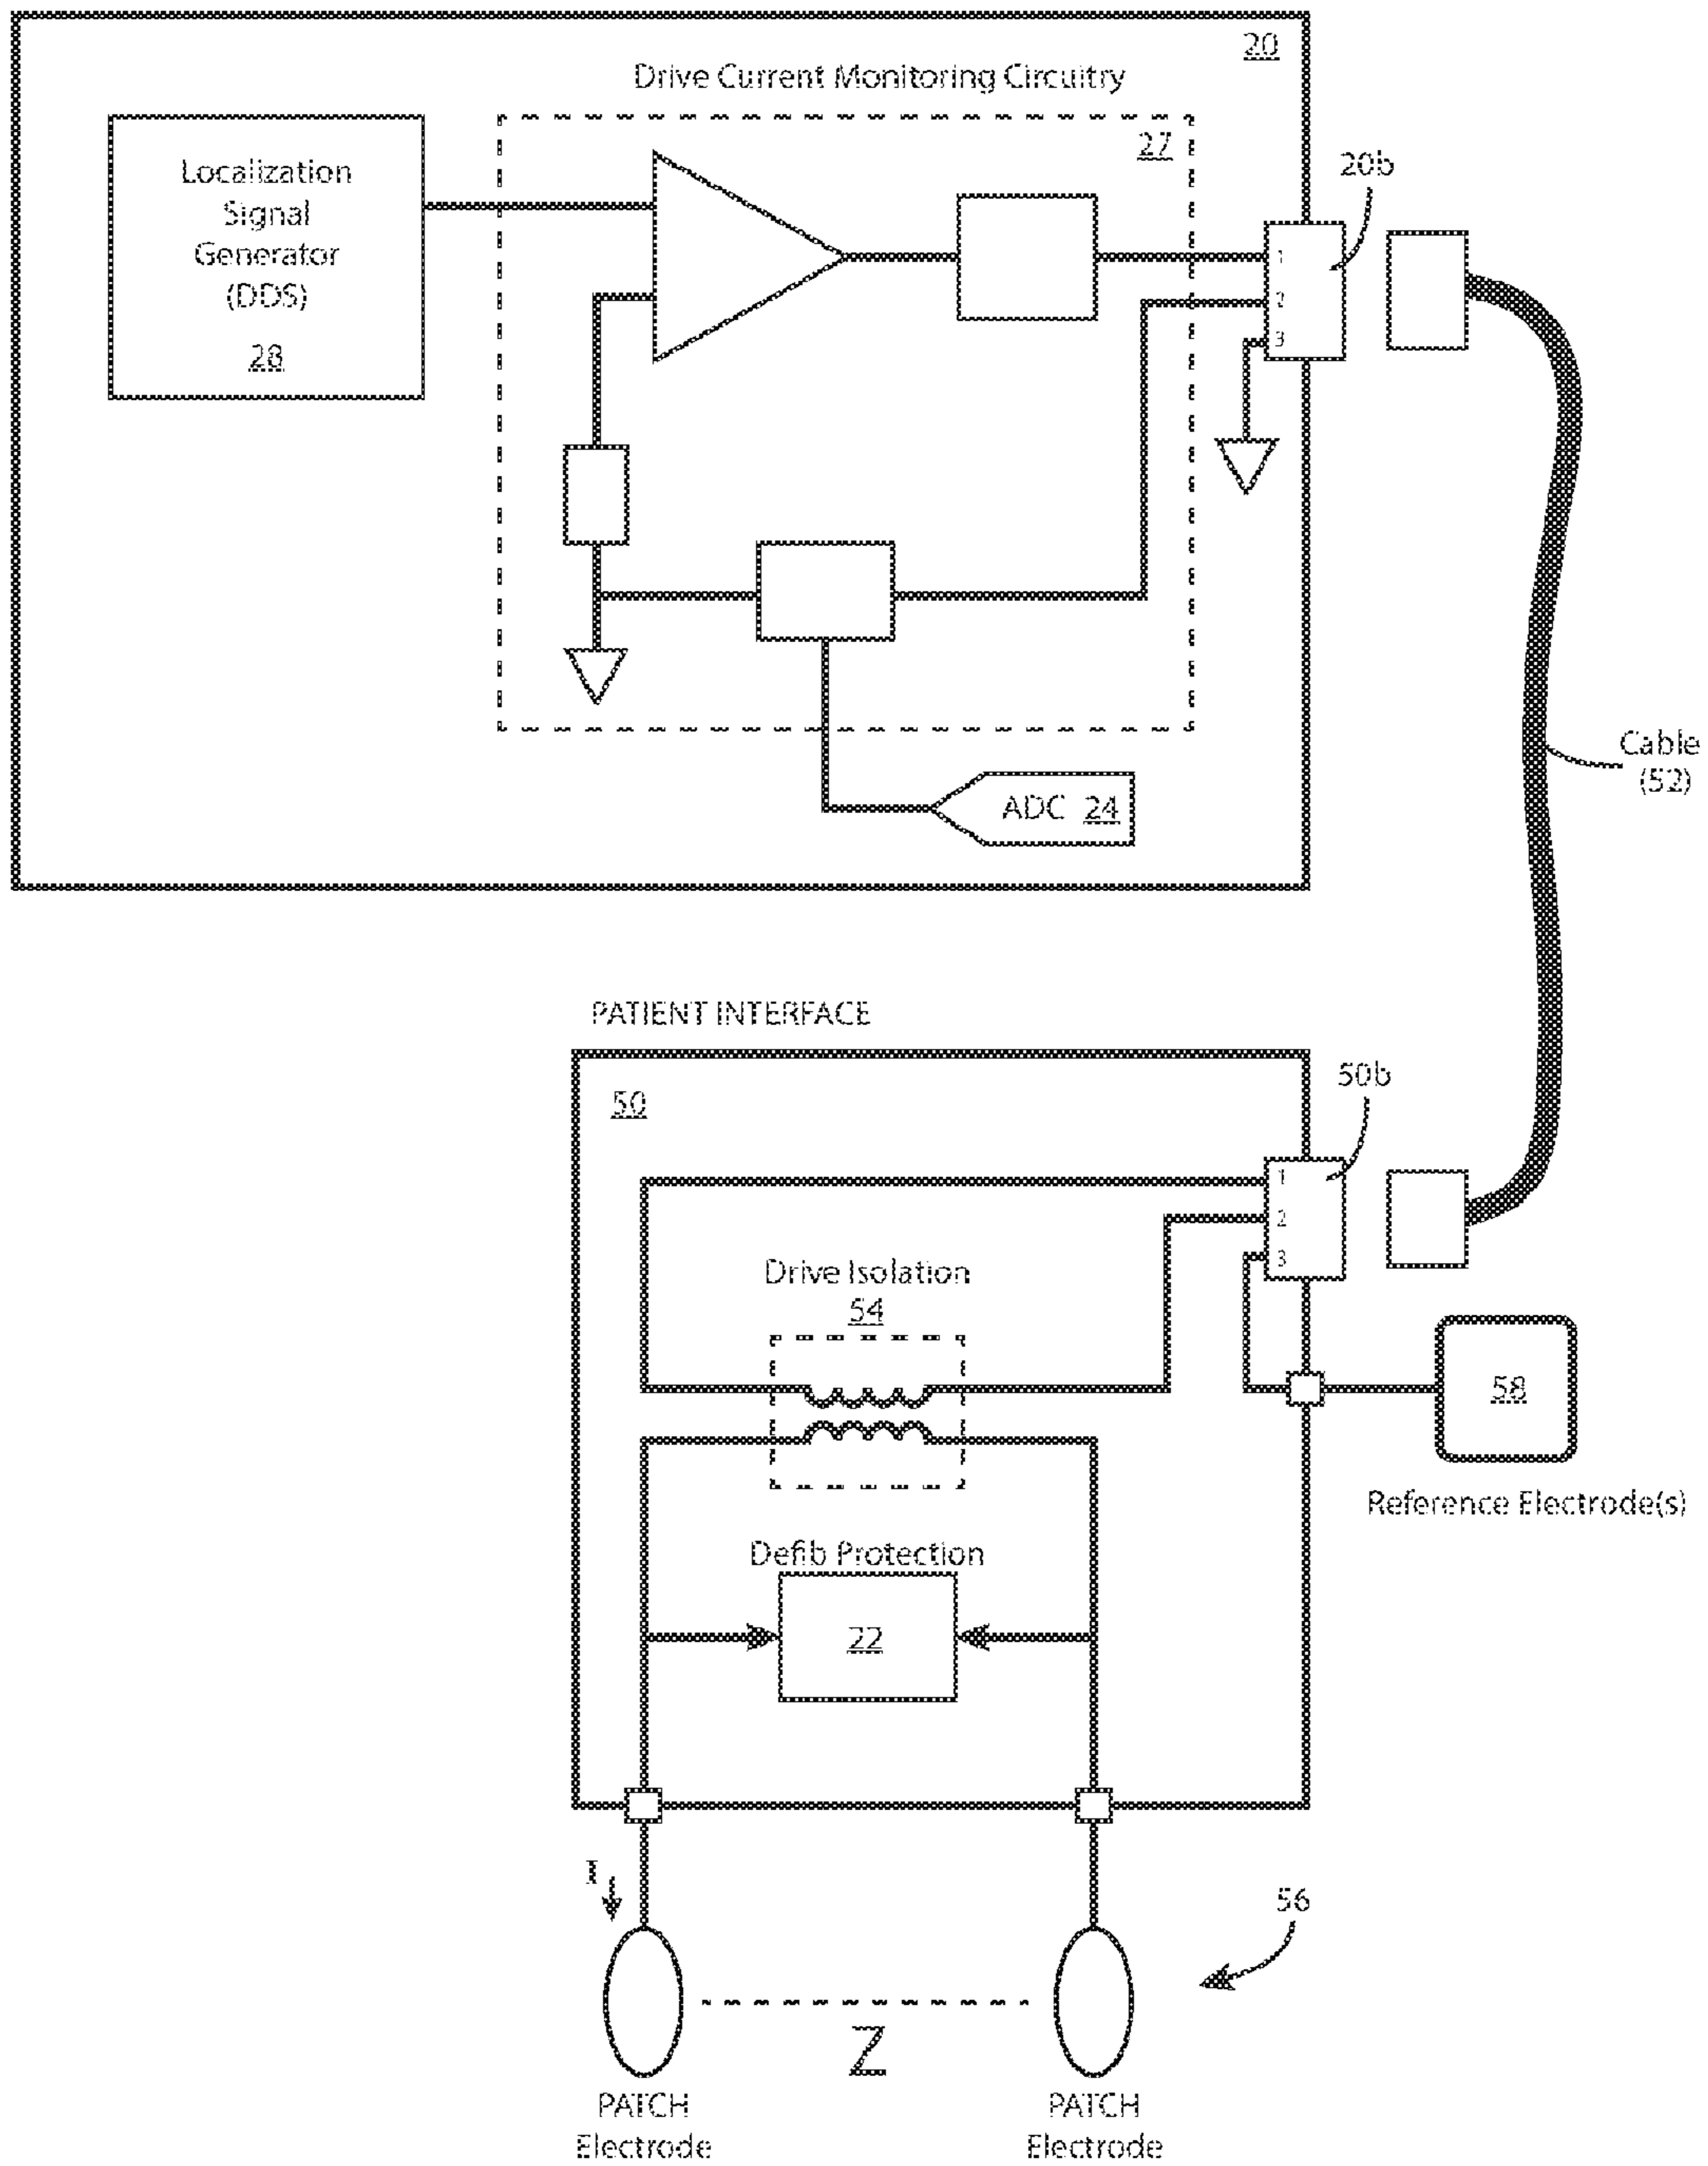 20
Drive Current Monitoring Circuitry
27
Localization
Signal
Generator
(DDS)
28
20b
1
2
3
Cable
(52)
ADC 24
PATIENT INTERFACE
50
50b
1
2
3
Drive Isolation
54
58
Reference Electrode(s)
Defib Protection
22
I
56
Z
PATCH
Electrode
PATCH
Electrode